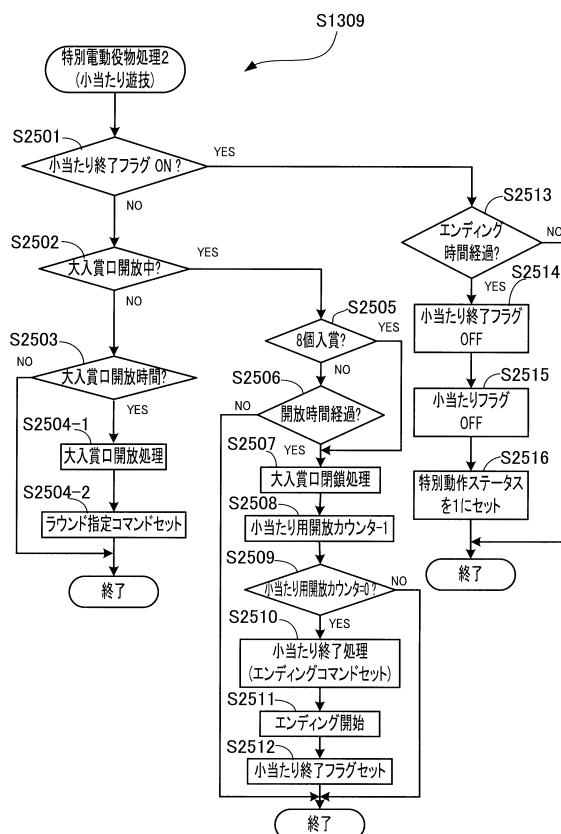 S1309
特別電動役物処理2
(小当たり遊技)
S2501
小当たり終了フラグ ON?
YES
NO
S2502
大入賞口開放中?
YES
NO
S2503
NO
大入賞口開放時間?
YES
S2504-1
大入賞口開放処理
S2504-2
ラウンド指定コマンドセット
終了
S2505
8個入賞?
YES
NO
S2506
NO
開放時間経過?
YES
S2507
大入賞口閉鎖処理
S2508
小当たり用開放カウンタ-1
S2509
小当たり用開放カウンタ=0?
NO
YES
S2510
小当たり終了処理
(エンディングコマンドセット)
S2511
エンディング開始
S2512
小当たり終了フラグセット
終了
S2513
エンディング
時間経過?
NO
YES
S2514
小当たり終了フラグ
OFF
S2515
小当たりフラグ
OFF
S2516
特別動作ステータス
を1にセット
終了